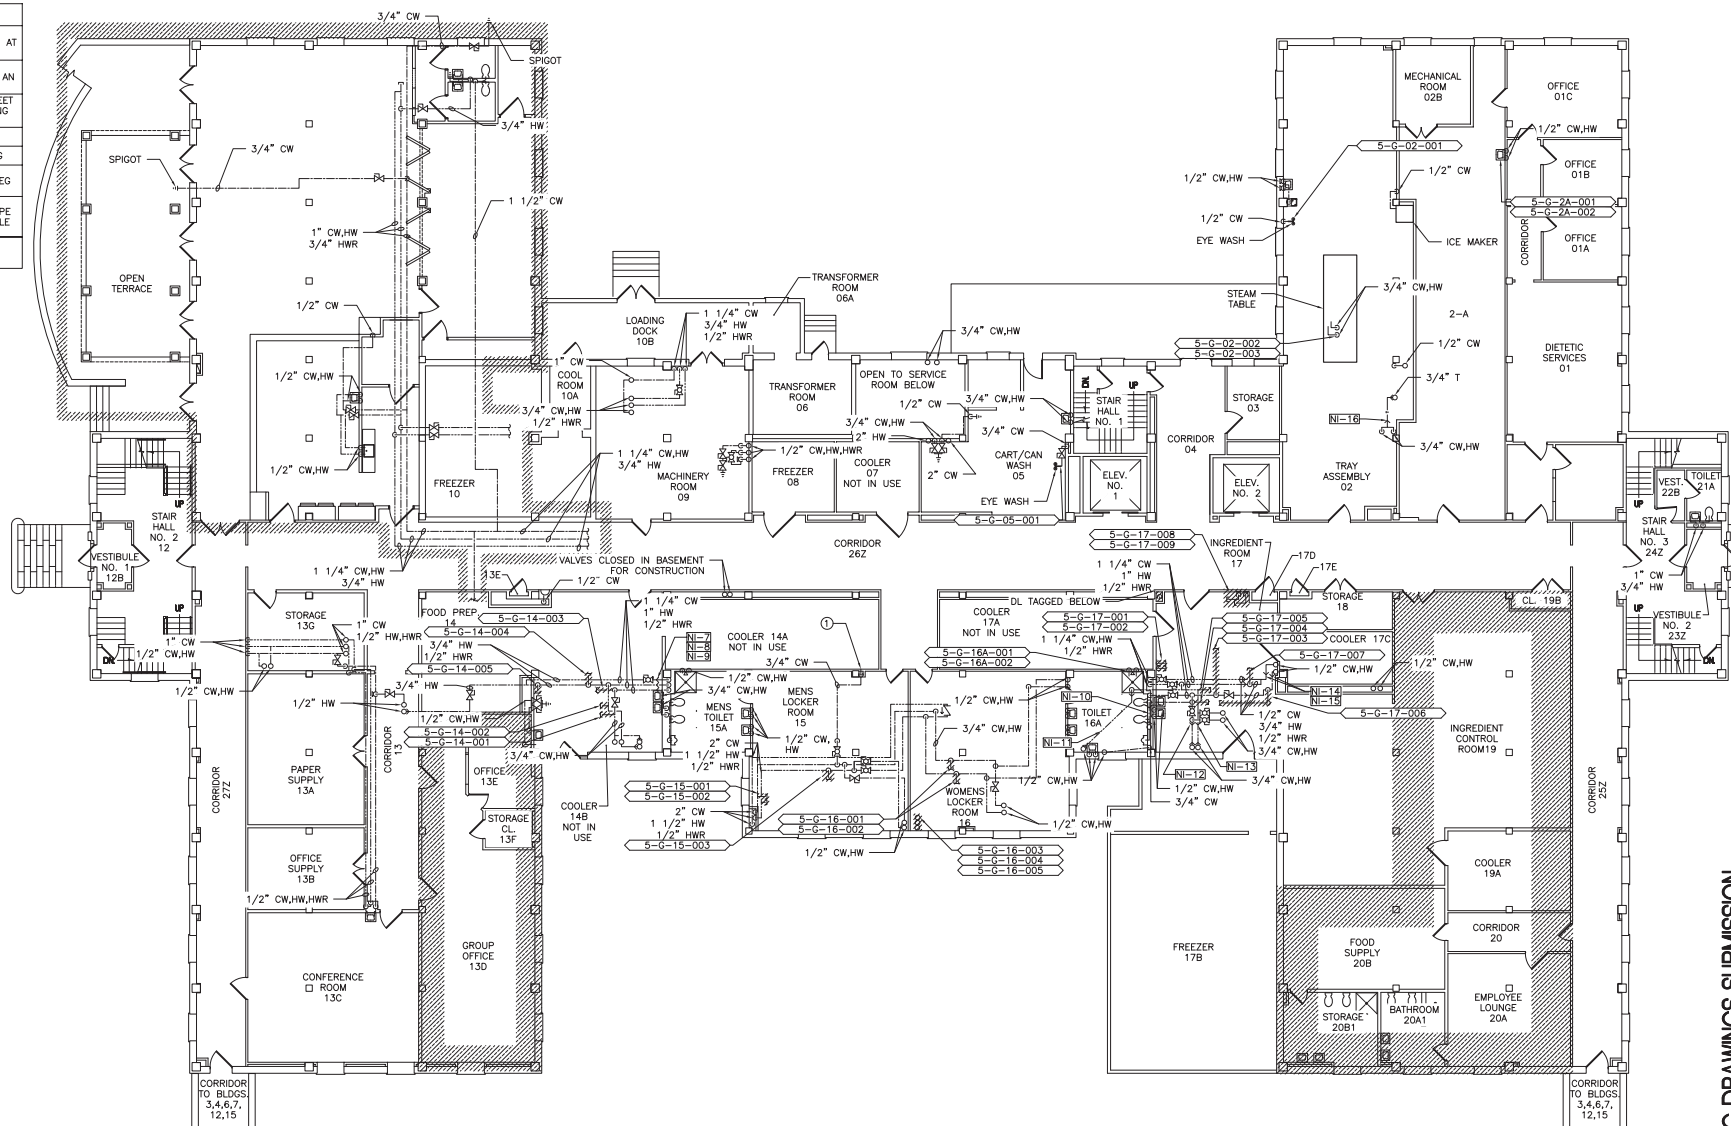 AT
AN
EET
NG
G
EG
PE
LE
3/4" CW
SPIGOT
3/4" HW
3/4" CW
SPIGOT
1 1/2" CW
1" CW,HW
3/4" HWR
OPEN
TERRACE
1/2" CW
TRANSFORMER
ROOM
06A
LOADING
DOCK
10B
1 1/4" CW
3/4" HW
1/2" HWR
3/4" CW,HW
1" CW
COOL
ROOM
10A
1/2" CW,HW
3/4" CW,HW
1/2" HWR
TRANSFORMER
ROOM
06
OPEN TO SERVICE
ROOM BELOW
1/2" CW
3/4" CW,HW
2" HW
3/4" CW
3/4" CW,HW
DN.
UP
STAIR
HALL
NO. 1
STORAGE
03
CORRIDOR
04
1/2" CW,HW
FREEZER
10
1 1/4" CW,HW
3/4" HW
MACHINERY
ROOM
09
1/2" CW,HW,HWR
FREEZER
08
COOLER
07
NOT IN USE
2" CW
CART/CAN
WASH
05
EYE WASH
5-G-05-001
ELEV.
NO.
1
ELEV.
NO. 2
MECHANICAL
ROOM
02B
OFFICE
01C
1/2" CW,HW
5-G-02-001
OFFICE
01B
1/2" CW
1/2" CW,HW
5-G-2A-001
5-G-2A-002
1/2" CW
EYE WASH
ICE MAKER
CORRIDOR
OFFICE
01A
STEAM
TABLE
3/4" CW,HW
2-A
5-G-02-002
5-G-02-003
1/2" CW
DIETETIC
SERVICES
01
3/4" T
NI-16
3/4" CW,HW
TRAY
ASSEMBLY
02
UP
STAIR
HALL
NO. 2
12
VESTIBULE
NO. 1
12B
UP
DN.
VEST.
22B
TOILET
21A
UP
STAIR
HALL
NO. 3
24Z
1" CW
3/4" HW
UP
VESTIBULE
NO. 2
23Z
DN.
CORRIDOR
26Z
VALVES CLOSED IN BASEMENT
FOR CONSTRUCTION
1 1/4" CW,HW
3/4" HW
13E
1/2" CW
5-G-17-008
5-G-17-009
INGREDIENT
ROOM
17
17D
17E
1 1/4" CW
1" HW
1/2" HWR
DL TAGGED BELOW
STORAGE
18
CL. 19B
STORAGE
13G
1" CW
1/2" HW,HWR
1" CW
1/2" CW,HW
FOOD PREP.
14
5-G-14-003
5-G-14-004
3/4" HW
1/2" HWR
5-G-14-005
3/4" HW
1 1/4" CW
1" HW
1/2" HWR
NI-7
NI-8
NI-9
COOLER 14A
NOT IN USE
1
3/4" CW
COOLER
17A
NOT IN USE
5-G-17-001
5-G-17-002
1 1/4" CW,HW
1/2" HWR
5-G-16A-001
5-G-16A-002
5-G-17-005
5-G-17-004
5-G-17-003
COOLER 17C
5-G-17-007
1/2" CW,HW
1/2" CW,HW
NI-14
NI-15
5-G-17-006
1/2" CW,HW
1/2" HW
1/2" CW,HW
5-G-14-002
5-G-14-001
3/4" CW,HW
1/2" CW,HW
3/4" CW,HW
MENS
TOILET
15A
2" CW
1 1/2" HW
1/2" HWR
MENS
LOCKER
ROOM
15
1/2" CW,
HW
1/2" CW,HW
3/4" CW,HW
NI-10
TOILET
16A
NI-11
1/2" CW,HW
1/2" CW
3/4" HW
1/2" HWR
3/4" CW,HW
NI-13
NI-12
3/4" CW,HW
1/2" CW,HW
3/4" CW
INGREDIENT
CONTROL
ROOM19
CORRIDOR
27Z
CORRIDOR
13
CORRIDOR
25Z
PAPER
SUPPLY
13A
OFFICE
13E
STORAGE
CL.
13F
COOLER
14B
NOT IN
USE
5-G-15-001
5-G-15-002
2" CW
1 1/2" HW
1/2" HWR
5-G-15-003
5-G-16-001
5-G-16-002
1/2" CW,HW
WOMENS
LOCKER
ROOM
16
1/2" CW,HW
5-G-16-003
5-G-16-004
5-G-16-005
OFFICE
SUPPLY
13B
1/2" CW,HW,HWR
COOLER
19A
CONFERENCE
ROOM
13C
GROUP
OFFICE
13D
FREEZER
17B
FOOD
SUPPLY
20B
CORRIDOR
20
STORAGE
20B1
BATHROOM
20A1
EMPLOYEE
LOUNGE
20A
CORRIDOR
TO BLDGS.
3,4,6,7,
12,15
CORRIDOR
TO BLDGS.
3,4,6,7,
12,15
DRAWINGS SUBMISSION